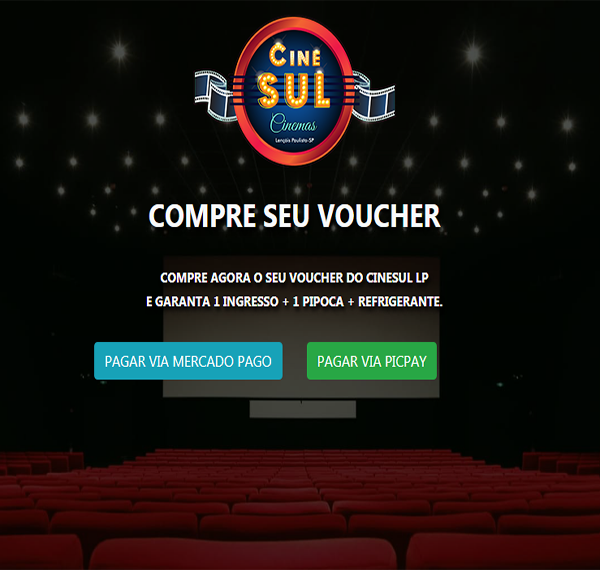 CINE
SUL
Cinemas
Lençóis Paulista-SP
COMPRE SEU VOUCHER
COMPRE AGORA O SEU VOUCHER DO CINESUL LP
E GARANTA 1 INGRESSO + 1 PIPOCA + REFRIGERANTE.
PAGAR VIA MERCADO PAGO
PAGAR VIA PICPAY